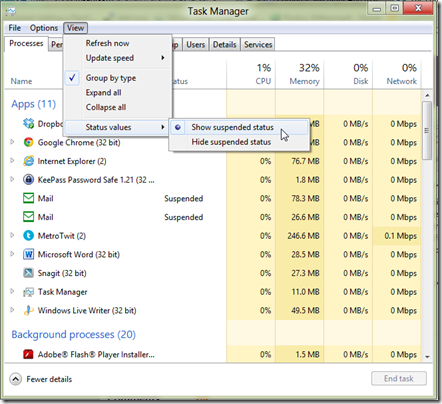 Task Manager
File Options View
Processes Pe p Users Details Services
1% 32% 0% 0%
Name Status CPU Memory Disk Network
Refresh now
Update speed
Group by type
Expand all
Collapse all
Status values
Show suspended status
Hide suspended status
Apps (11)
Dropbo 0 MB/s 0 Mbps
Google Chrome (32 bit) 0 MB/s 0 Mbps
Internet Explorer (2) 0% 76.7 MB 0 MB/s 0 Mbps
KeePass Password Safe 1.21 (32 ... 0% 1.8 MB 0 MB/s 0 Mbps
Mail Suspended 0% 78.3 MB 0 MB/s 0 Mbps
Mail Suspended 0% 26.6 MB 0 MB/s 0 Mbps
MetroTwit (2) 0% 246.6 MB 0 MB/s 0.1 Mbps
Microsoft Word (32 bit) 0% 28.5 MB 0 MB/s 0 Mbps
Snagit (32 bit) 0% 27.3 MB 0 MB/s 0 Mbps
Task Manager 0% 11.0 MB 0 MB/s 0 Mbps
Windows Live Writer (32 bit) 0% 49.5 MB 0 MB/s 0 Mbps
Background processes (20)
Adobe® Flash® Player Installer... 0% 1.5 MB 0 MB/s 0 Mbps
Fewer details End task